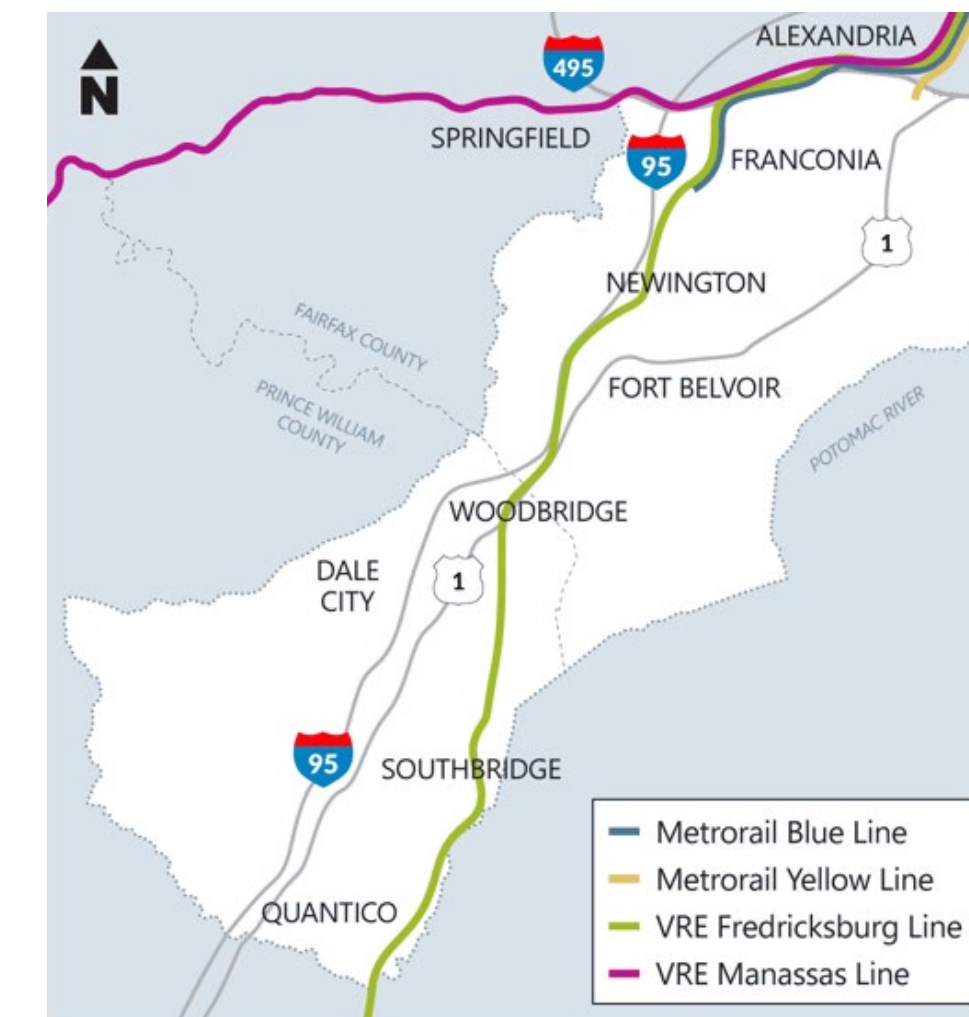 ALEXANDRIA
495
N
SPRINGFIELD
95
FRANCONIA
1
NEWINGTON
FAIRFAX COUNTY
FORT BELVOIR
PRINCE WILLIAM
COUNTY
POTOMAC RIVER
WOODBRIDGE
DALE
CITY
1
95
SOUTHBRIDGE
QUANTICO
Metrorail Blue Line
Metrorail Yellow Line
VRE Fredricksburg Line
VRE Manassas Line